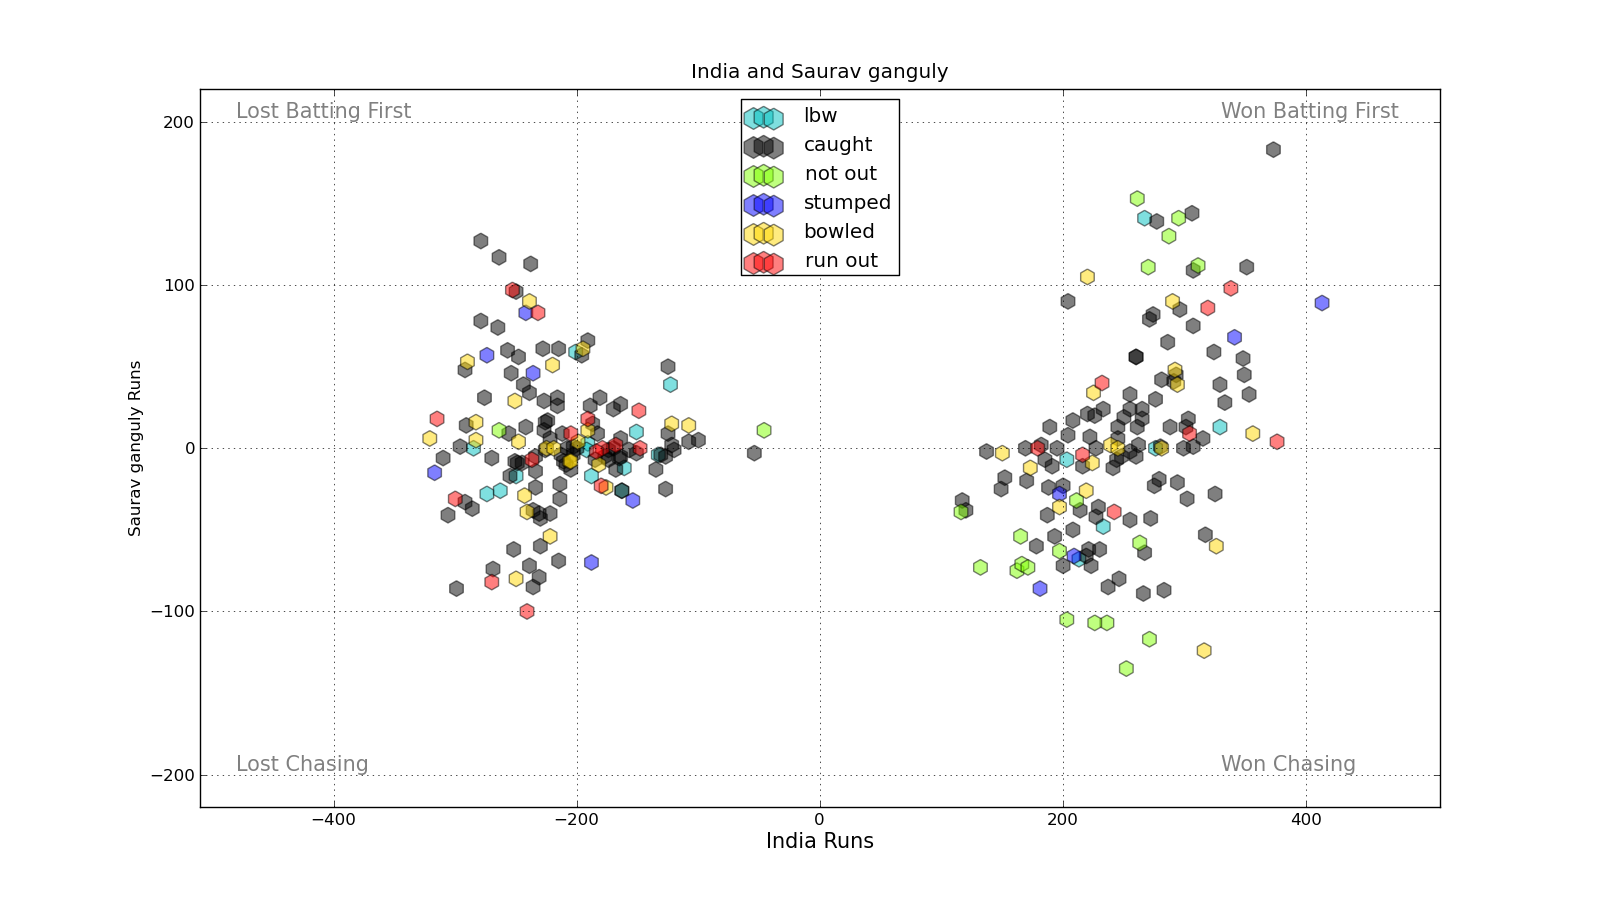 India and Saurav ganguly
Lost Batting First
Won Batting First
lbw
caught
not out
stumped
bowled
run out
200
100
0
−100
−200
Saurav ganguly Runs
Lost Chasing
Won Chasing
−400
−200
0
200
400
India Runs